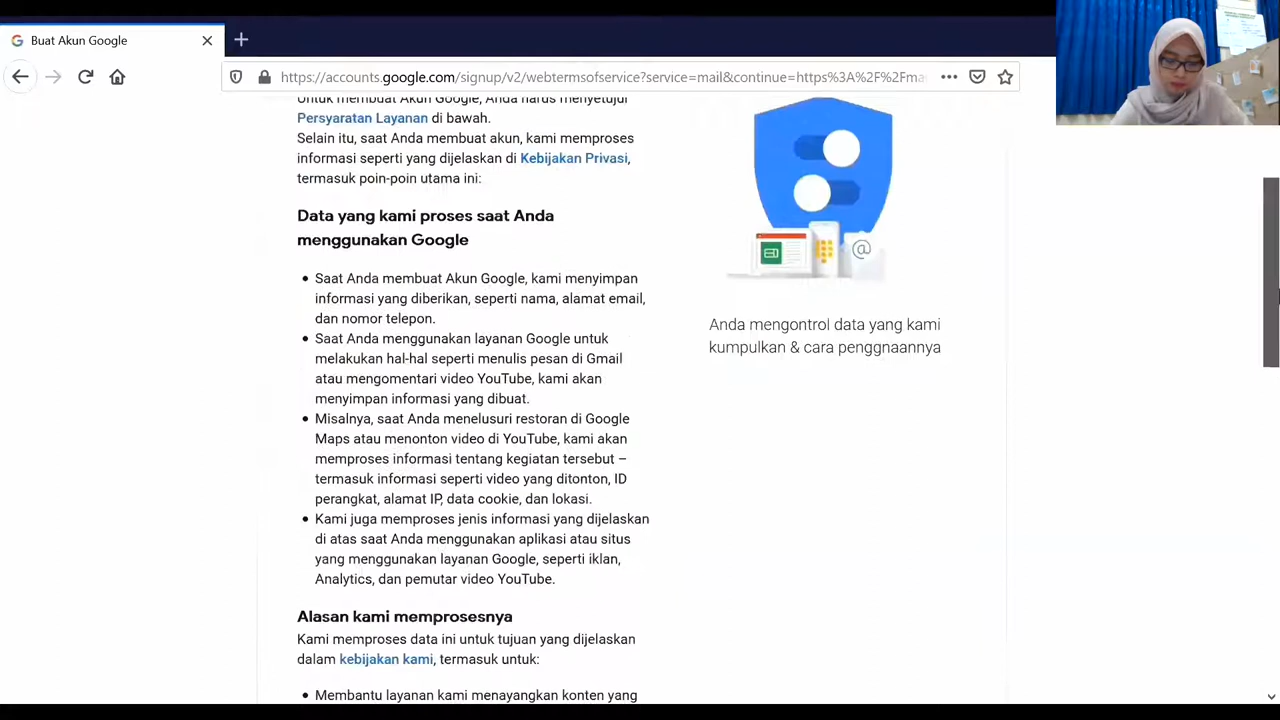 Buat Akun Google
https://accounts.google.com/signup/v2/webtermsofservice?service=mail&continue=https%3A%2F%2Fma
Untuk membuat Akun Google, Anda harus menyetujui
Persyaratan Layanan di bawah.
Selain itu, saat Anda membuat akun, kami memproses
informasi seperti yang dijelaskan di Kebijakan Privasi,
termasuk poin-poin utama ini:
Data yang kami proses saat Anda
menggunakan Google
• Saat Anda membuat Akun Google, kami menyimpan
informasi yang diberikan, seperti nama, alamat email,
dan nomor telepon.
• Saat Anda menggunakan layanan Google untuk
melakukan hal-hal seperti menulis pesan di Gmail
atau mengomentari video YouTube, kami akan
menyimpan informasi yang dibuat.
• Misalnya, saat Anda menelusuri restoran di Google
Maps atau menonton video di YouTube, kami akan
memproses informasi tentang kegiatan tersebut –
termasuk informasi seperti video yang ditonton, ID
perangkat, alamat IP, data cookie, dan lokasi.
• Kami juga memproses jenis informasi yang dijelaskan
di atas saat Anda menggunakan aplikasi atau situs
yang menggunakan layanan Google, seperti iklan,
Analytics, dan pemutar video YouTube.
Alasan kami memprosesnya
Kami memproses data ini untuk tujuan yang dijelaskan
dalam kebijakan kami, termasuk untuk:
• Membantu layanan kami menayangkan konten yang
@
Anda mengontrol data yang kami
kumpulkan & cara penggnaannya